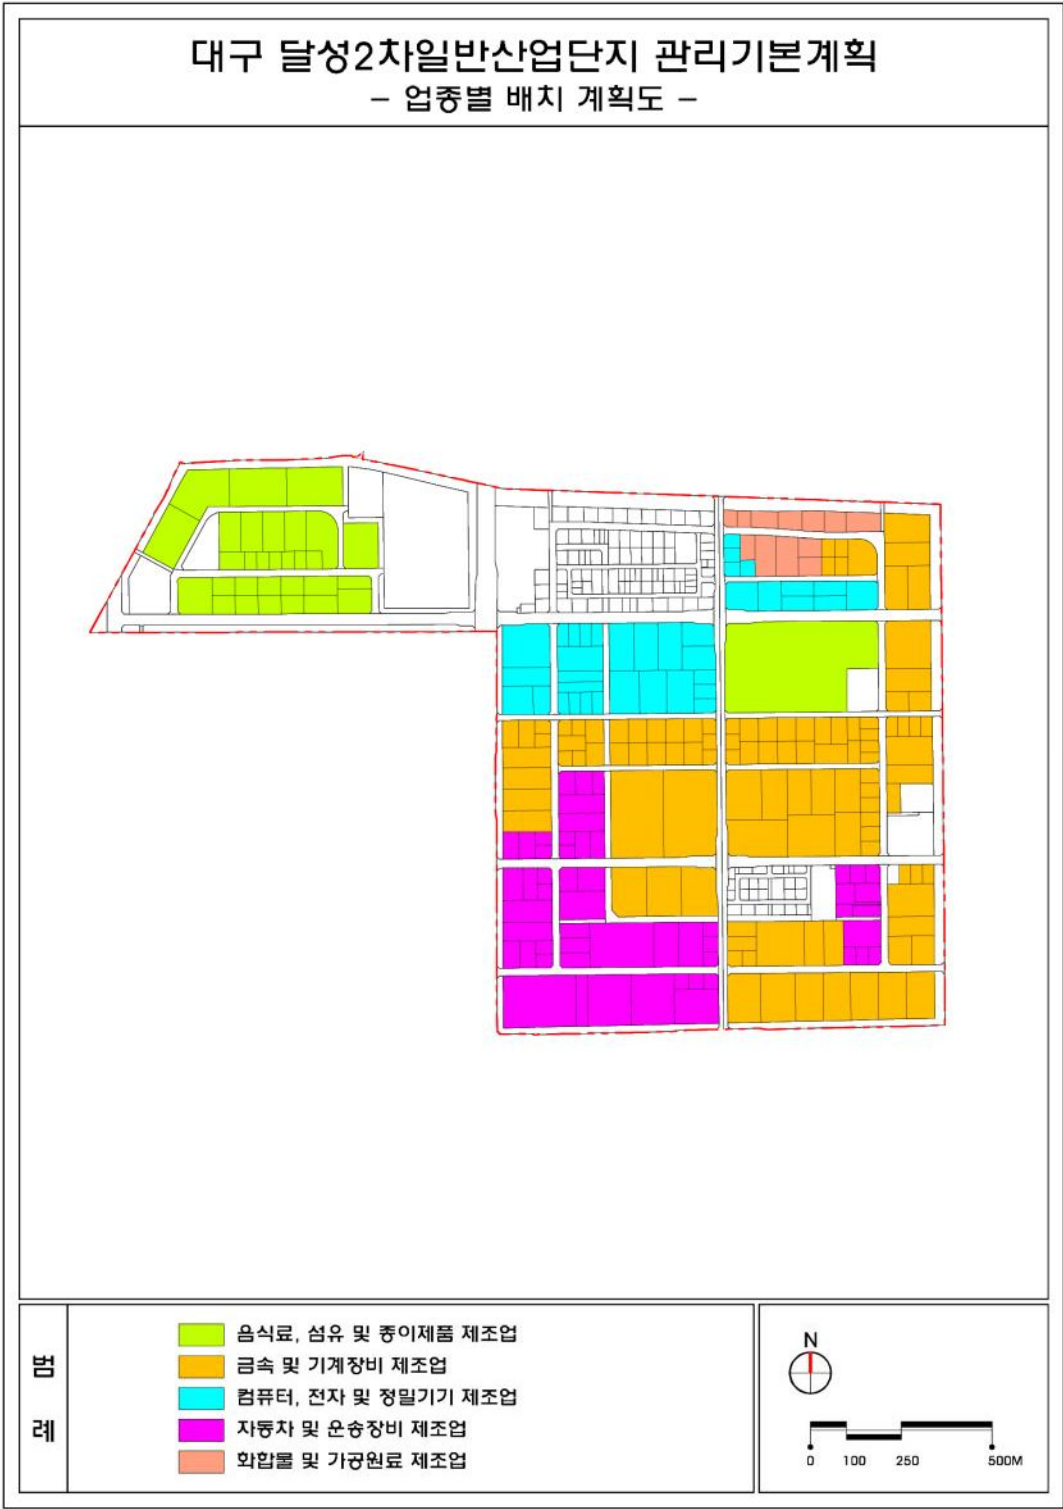 대구 달성2차일반산업단지 관리기본계획
- 업종별 배치 계획도 -
범
례
음식료, 섬유 및 종이제품 제조업
금속 및 기계장비 제조업
컴퓨터, 전자 및 정밀기기 제조업
자동차 및 운송장비 제조업
화합물 및 가공원료 제조업
N
0 100 250 500M